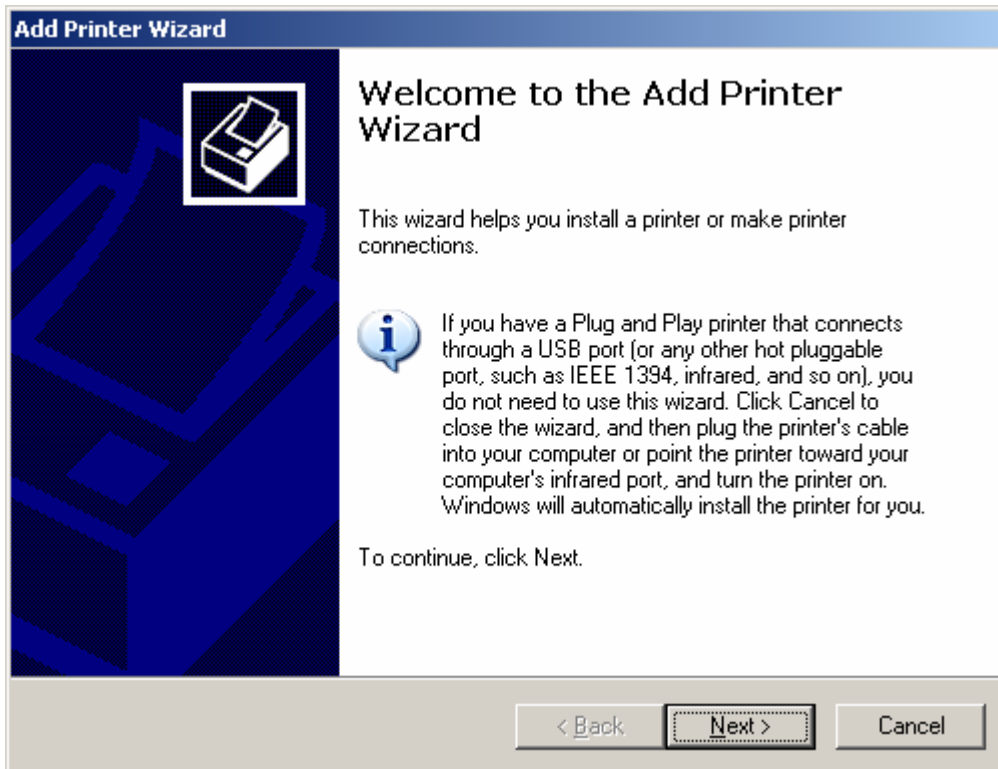 Add Printer Wizard
Welcome to the Add Printer
Wizard
This wizard helps you install a printer or make printer
connections.
If you have a Plug and Play printer that connects
through a USB port (or any other hot pluggable
port, such as IEEE 1394, infrared, and so on), you
do not need to use this wizard. Click Cancel to
close the wizard, and then plug the printer's cable
into your computer or point the printer toward your
computer's infrared port, and turn the printer on.
Windows will automatically install the printer for you.
To continue, click Next.
< Back
Next >
Cancel